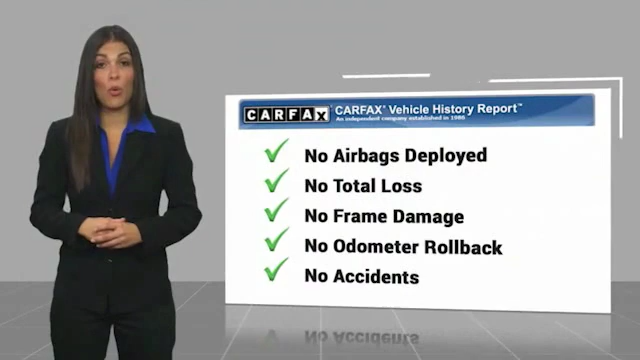 CARFAX CARFAX® Vehicle History Report™
An independent company established in 1986
No Airbags Deployed
No Total Loss
No Frame Damage
No Odometer Rollback
No Accidents